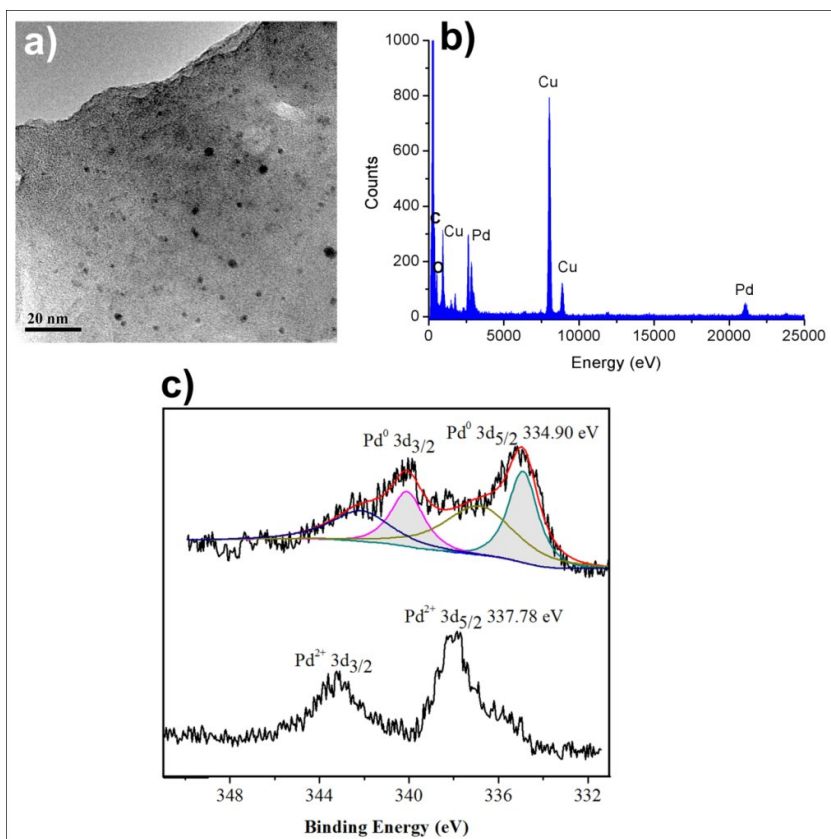 a)
20 nm
b)
1000
800
600
400
200
0
Counts
C
O
Cu
Pd
Cu
Cu
Pd
0 5000 10000 15000 20000 25000
Energy (eV)
c)
Pd⁰ 3d3/2 Pd⁰ 3d5/2 334.90 eV
Pd²⁺ 3d5/2 337.78 eV
Pd²⁺ 3d3/2
348 344 340 335 332
Binding Energy (eV)